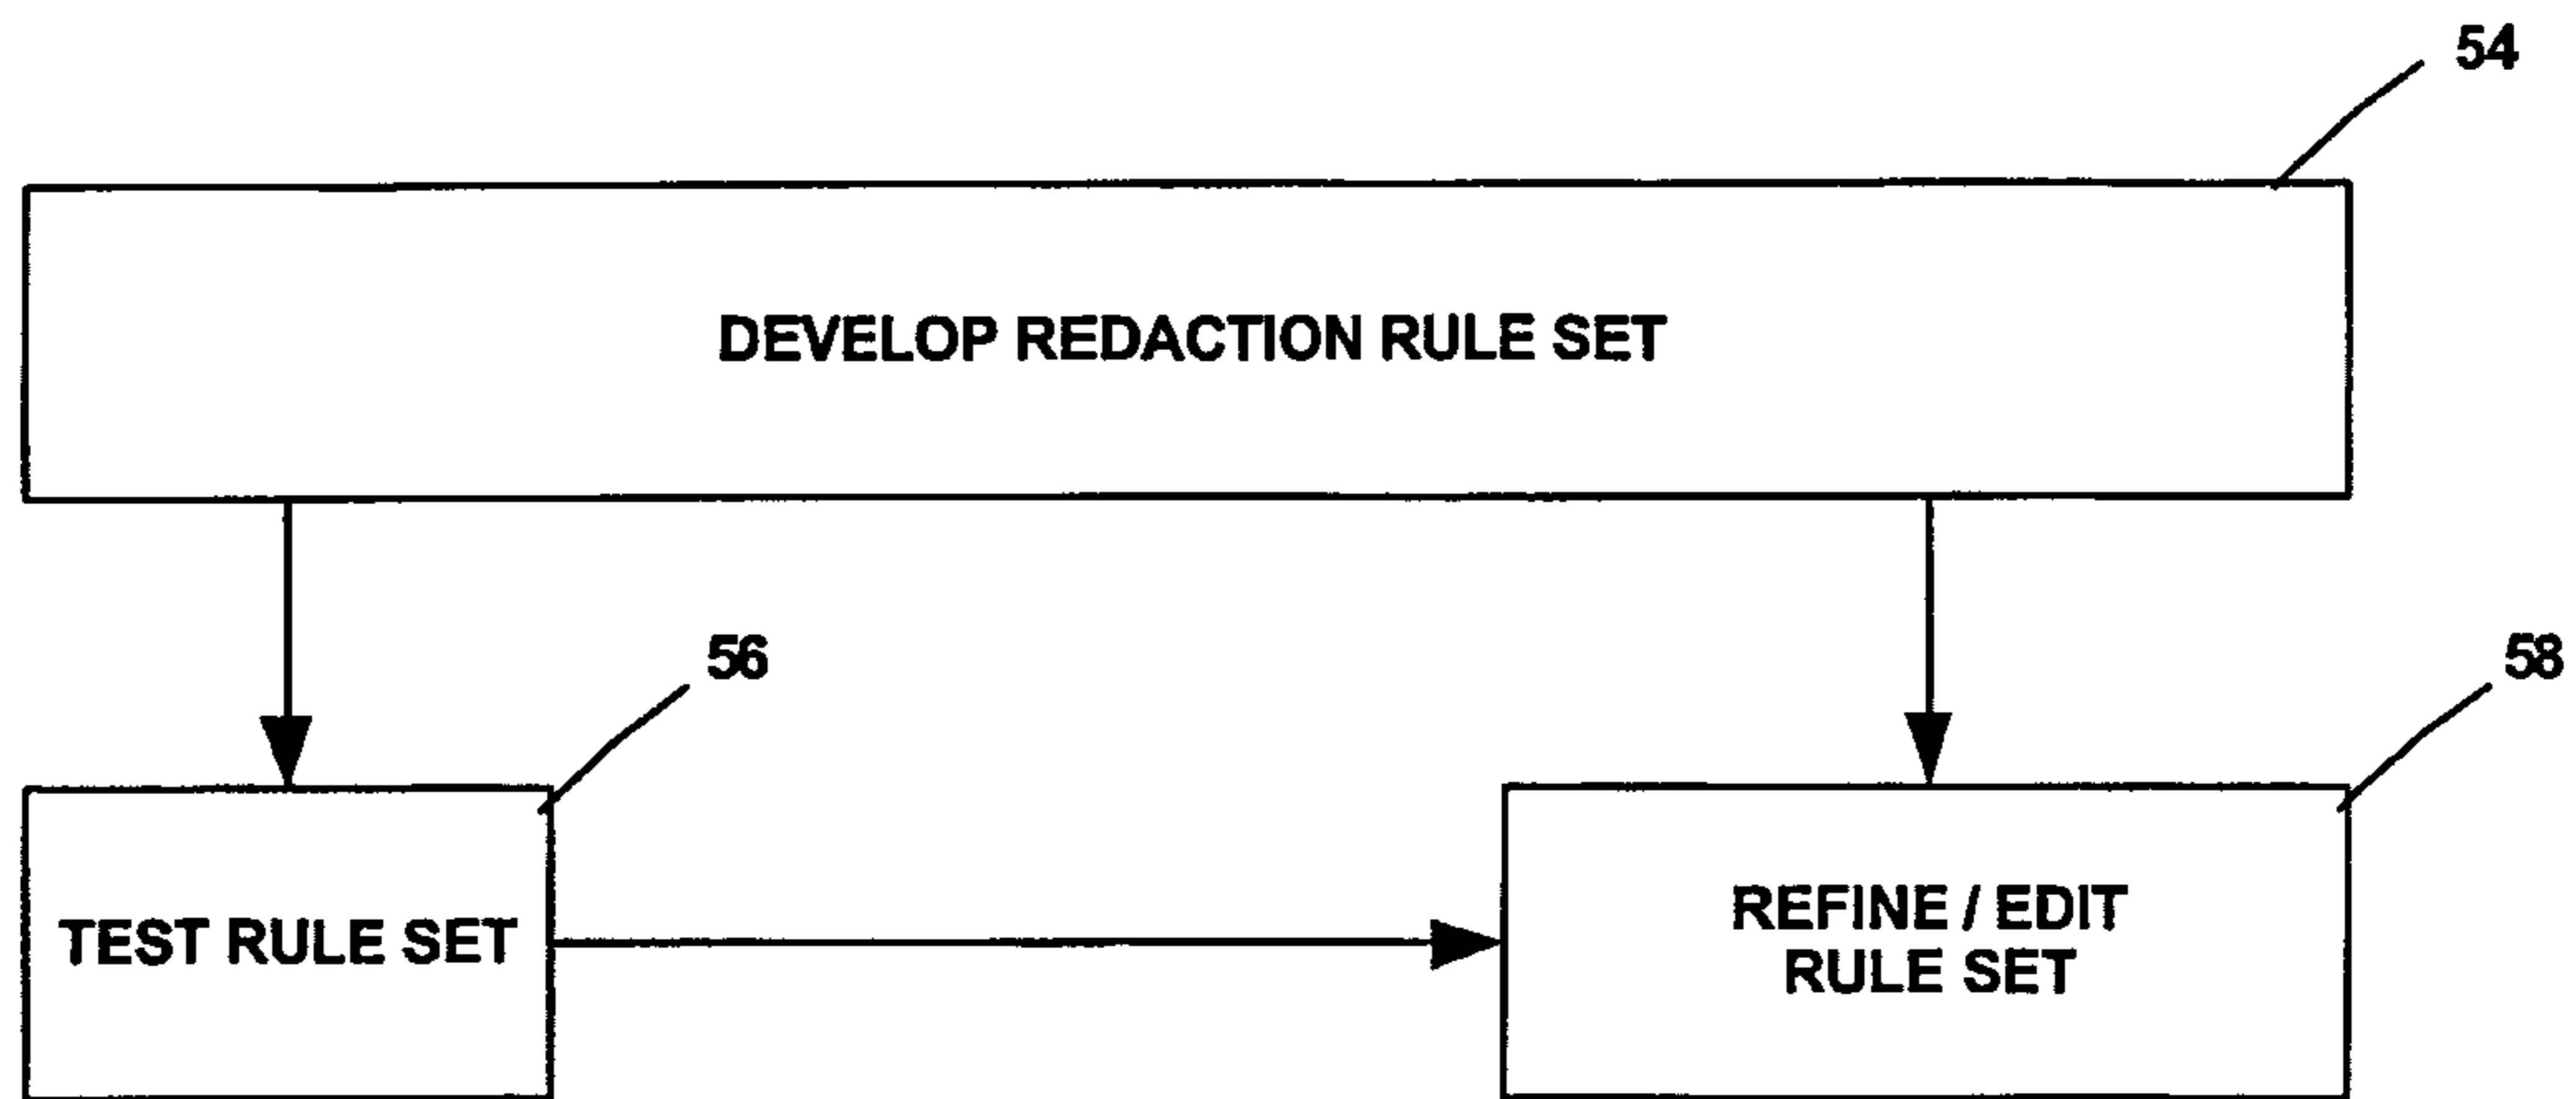 54
DEVELOP REDACTION RULE SET
56
58
TEST RULE SET
REFINE / EDIT
RULE SET